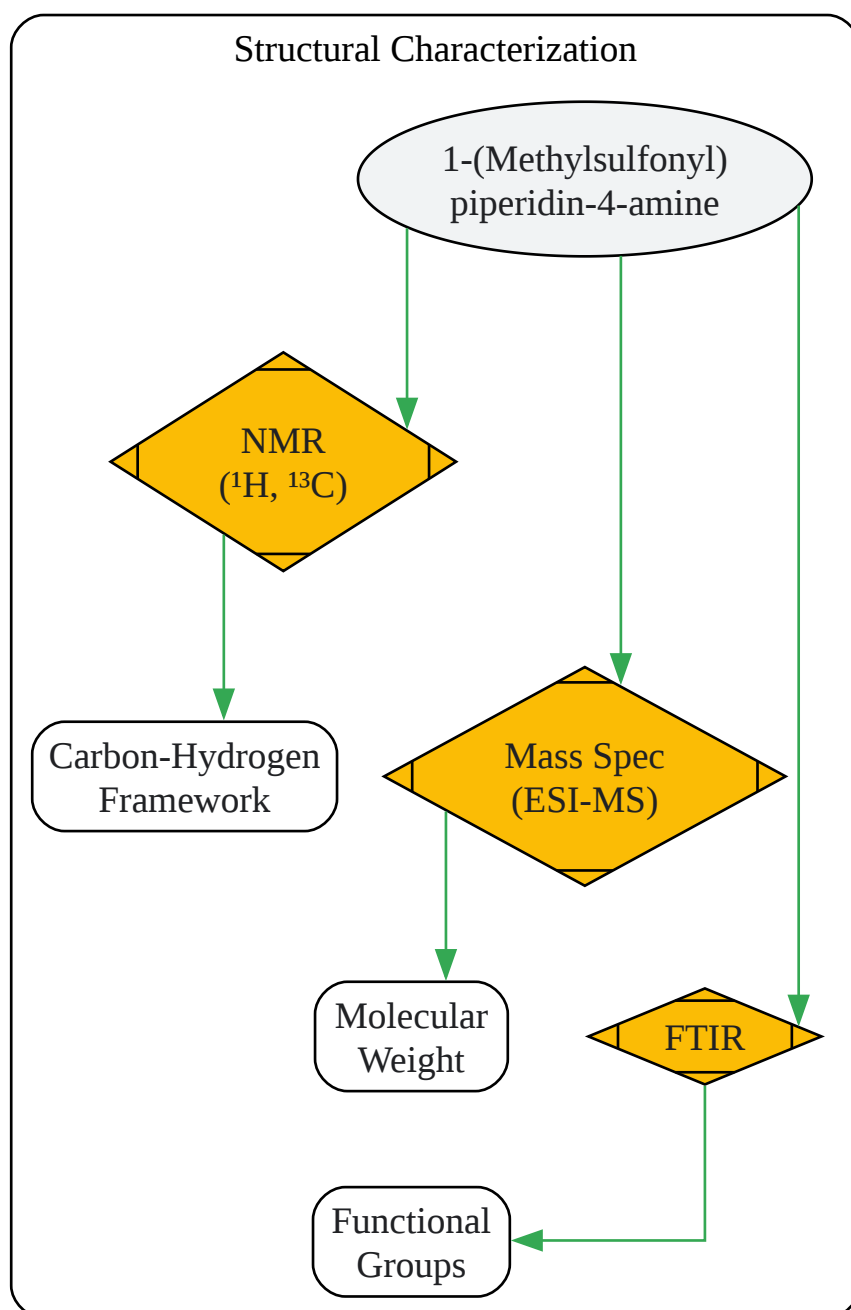 Structural Characterization
1-(Methylsulfonyl)
piperidin-4-amine
NMR
(¹H, ¹³C)
Carbon-Hydrogen
Framework
Mass Spec
(ESI-MS)
Molecular
Weight
FTIR
Functional
Groups